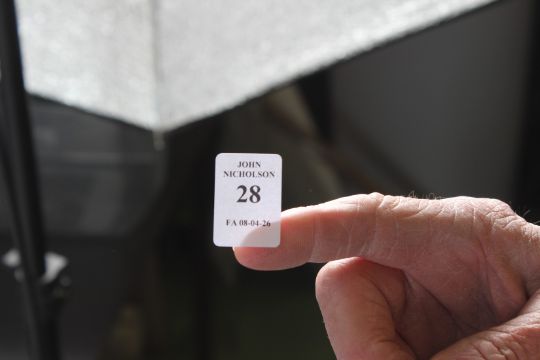 JOHN
NICHOLSON
28
FA 08-04-26